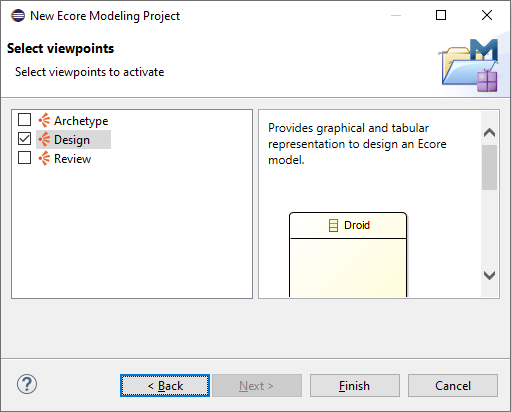 New Ecore Modeling Project
Select viewpoints
Select viewpoints to activate
Archetype
Design
Review
Provides graphical and tabular
representation to design an Ecore
model.
Droid
?
< Back
Next >
Finish
Cancel